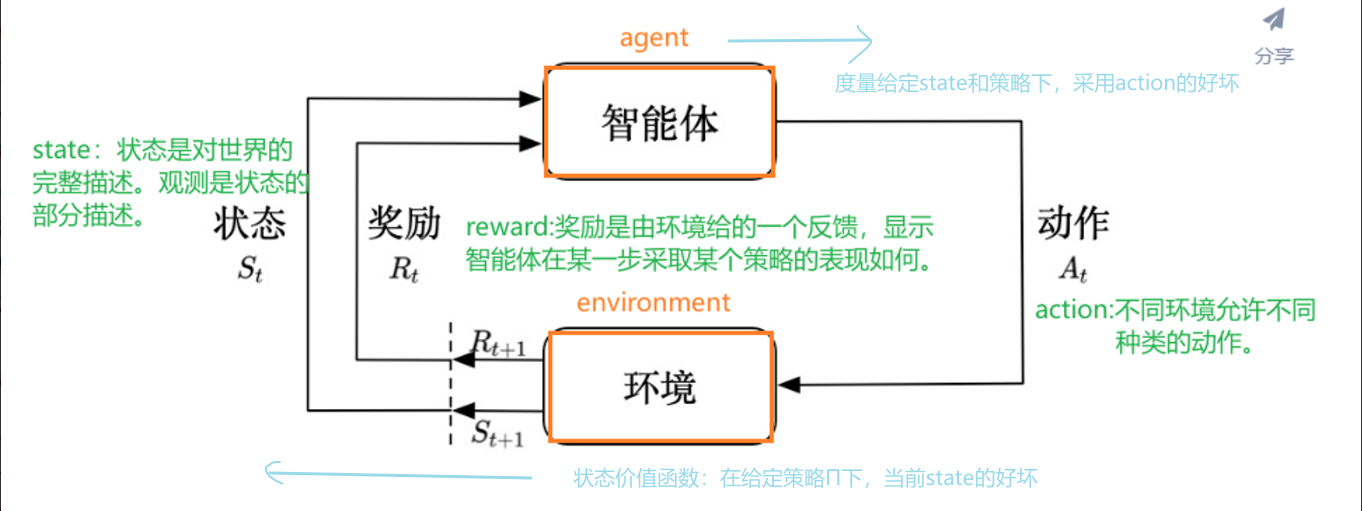 agent
分享
度量给定state和策略下，采用action的好坏
智能体
state：状态是对世界的
完整描述。观测是状态的
部分描述。
状态
S_t
奖励
R_t
reward:奖励是由环境给的一个反馈，显示
智能体在某一步采取某个策略的表现如何。
动作
A_t
action:不同环境允许不同
种类的动作。
environment
R_{t+1}
环境
S_{t+1}
状态价值函数：在给定策略Π下，当前state的好坏